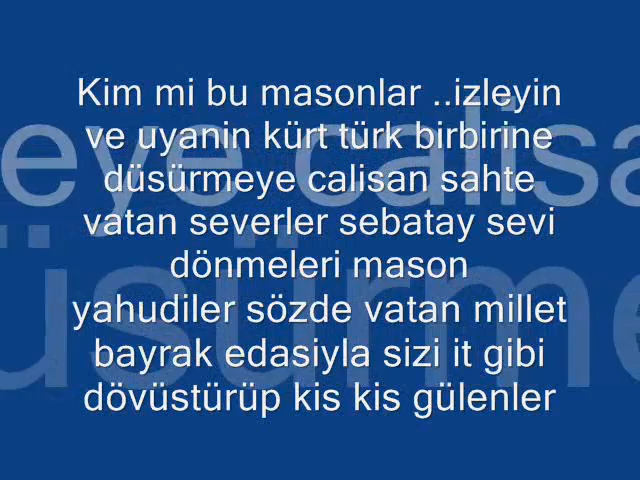 Kim mi bu masonlar ..izleyin
ve uyanin kürt türk birbirine
düsürmeye calisan sahte
vatan severler sebatay sevi
dönmeleri mason
yahudiler sözde vatan millet
bayrak edasiyla sizi it gibi
dövüstürüp kis kis gülenler